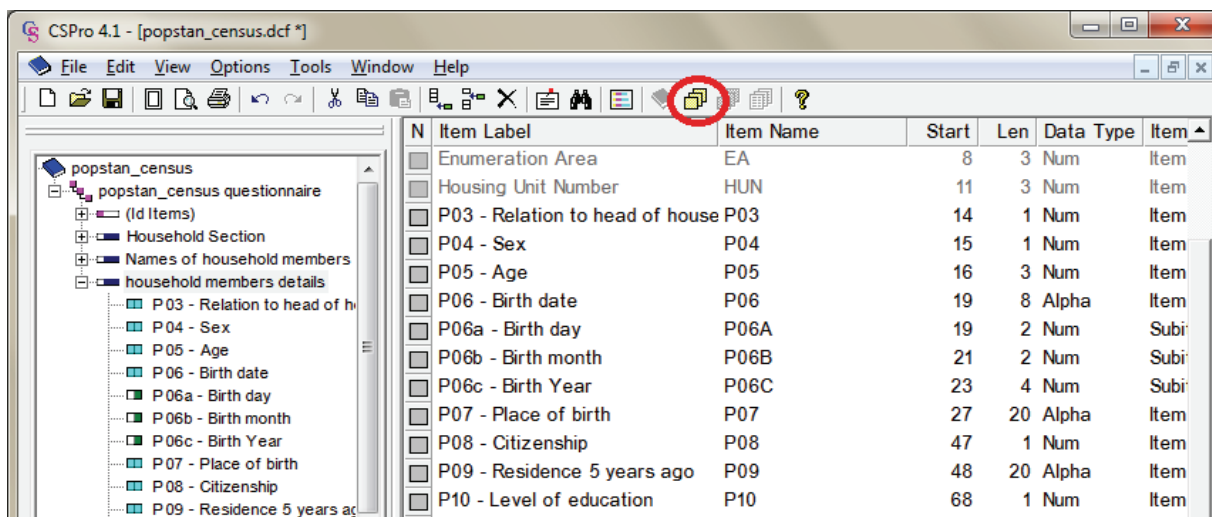 CSPro 4.1 - [popstan_census.dcf *]
File Edit View Options Tools Window Help
popstan_census
popstan_census questionnaire
(Id Items)
Household Section
Names of household members
household members details
P03 - Relation to head of h
P04 - Sex
P05 - Age
P06 - Birth date
P06a - Birth day
P06b - Birth month
P06c - Birth Year
P07 - Place of birth
P08 - Citizenship
P09 - Residence 5 years ag
N Item Label Item Name Start Len Data Type Item
Enumeration Area EA 8 3 Num Item
Housing Unit Number HUN 11 3 Num Item
P03 - Relation to head of house P03 14 1 Num Item
P04 - Sex P04 15 1 Num Item
P05 - Age P05 16 3 Num Item
P06 - Birth date P06 19 8 Alpha Item
P06a - Birth day P06A 19 2 Num Subi
P06b - Birth month P06B 21 2 Num Subi
P06c - Birth Year P06C 23 4 Num Subi
P07 - Place of birth P07 27 20 Alpha Item
P08 - Citizenship P08 47 1 Num Item
P09 - Residence 5 years ago P09 48 20 Alpha Item
P10 - Level of education P10 68 1 Num Item